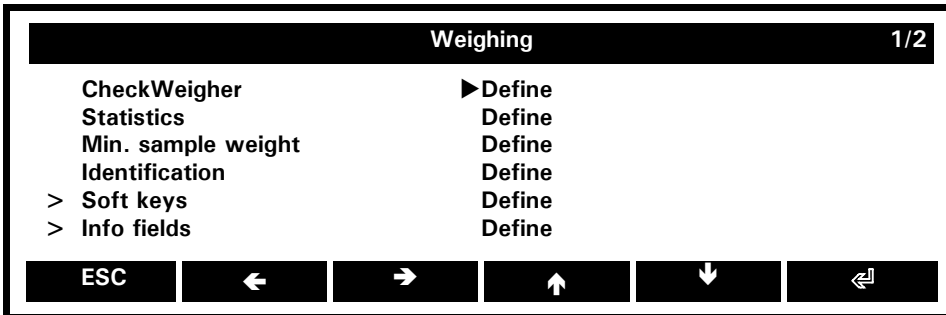 Weighing 1/2
CheckWeigher ▶Define
Statistics Define
Min. sample weight Define
Identification Define
> Soft keys Define
> Info fields Define
ESC ← → ↑ ↓ ↵